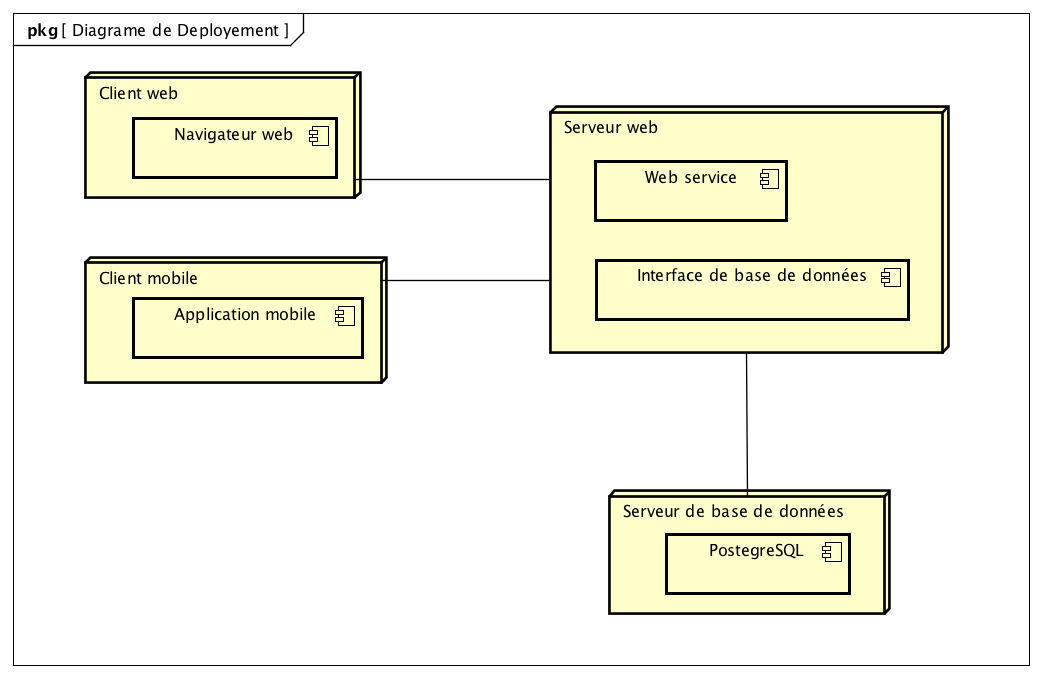 pkg [ Diagrame de Deployement ]
Client web
Navigateur web
Serveur web
Web service
Client mobile
Interface de base de données
Application mobile
Serveur de base de données
PostegreSQL